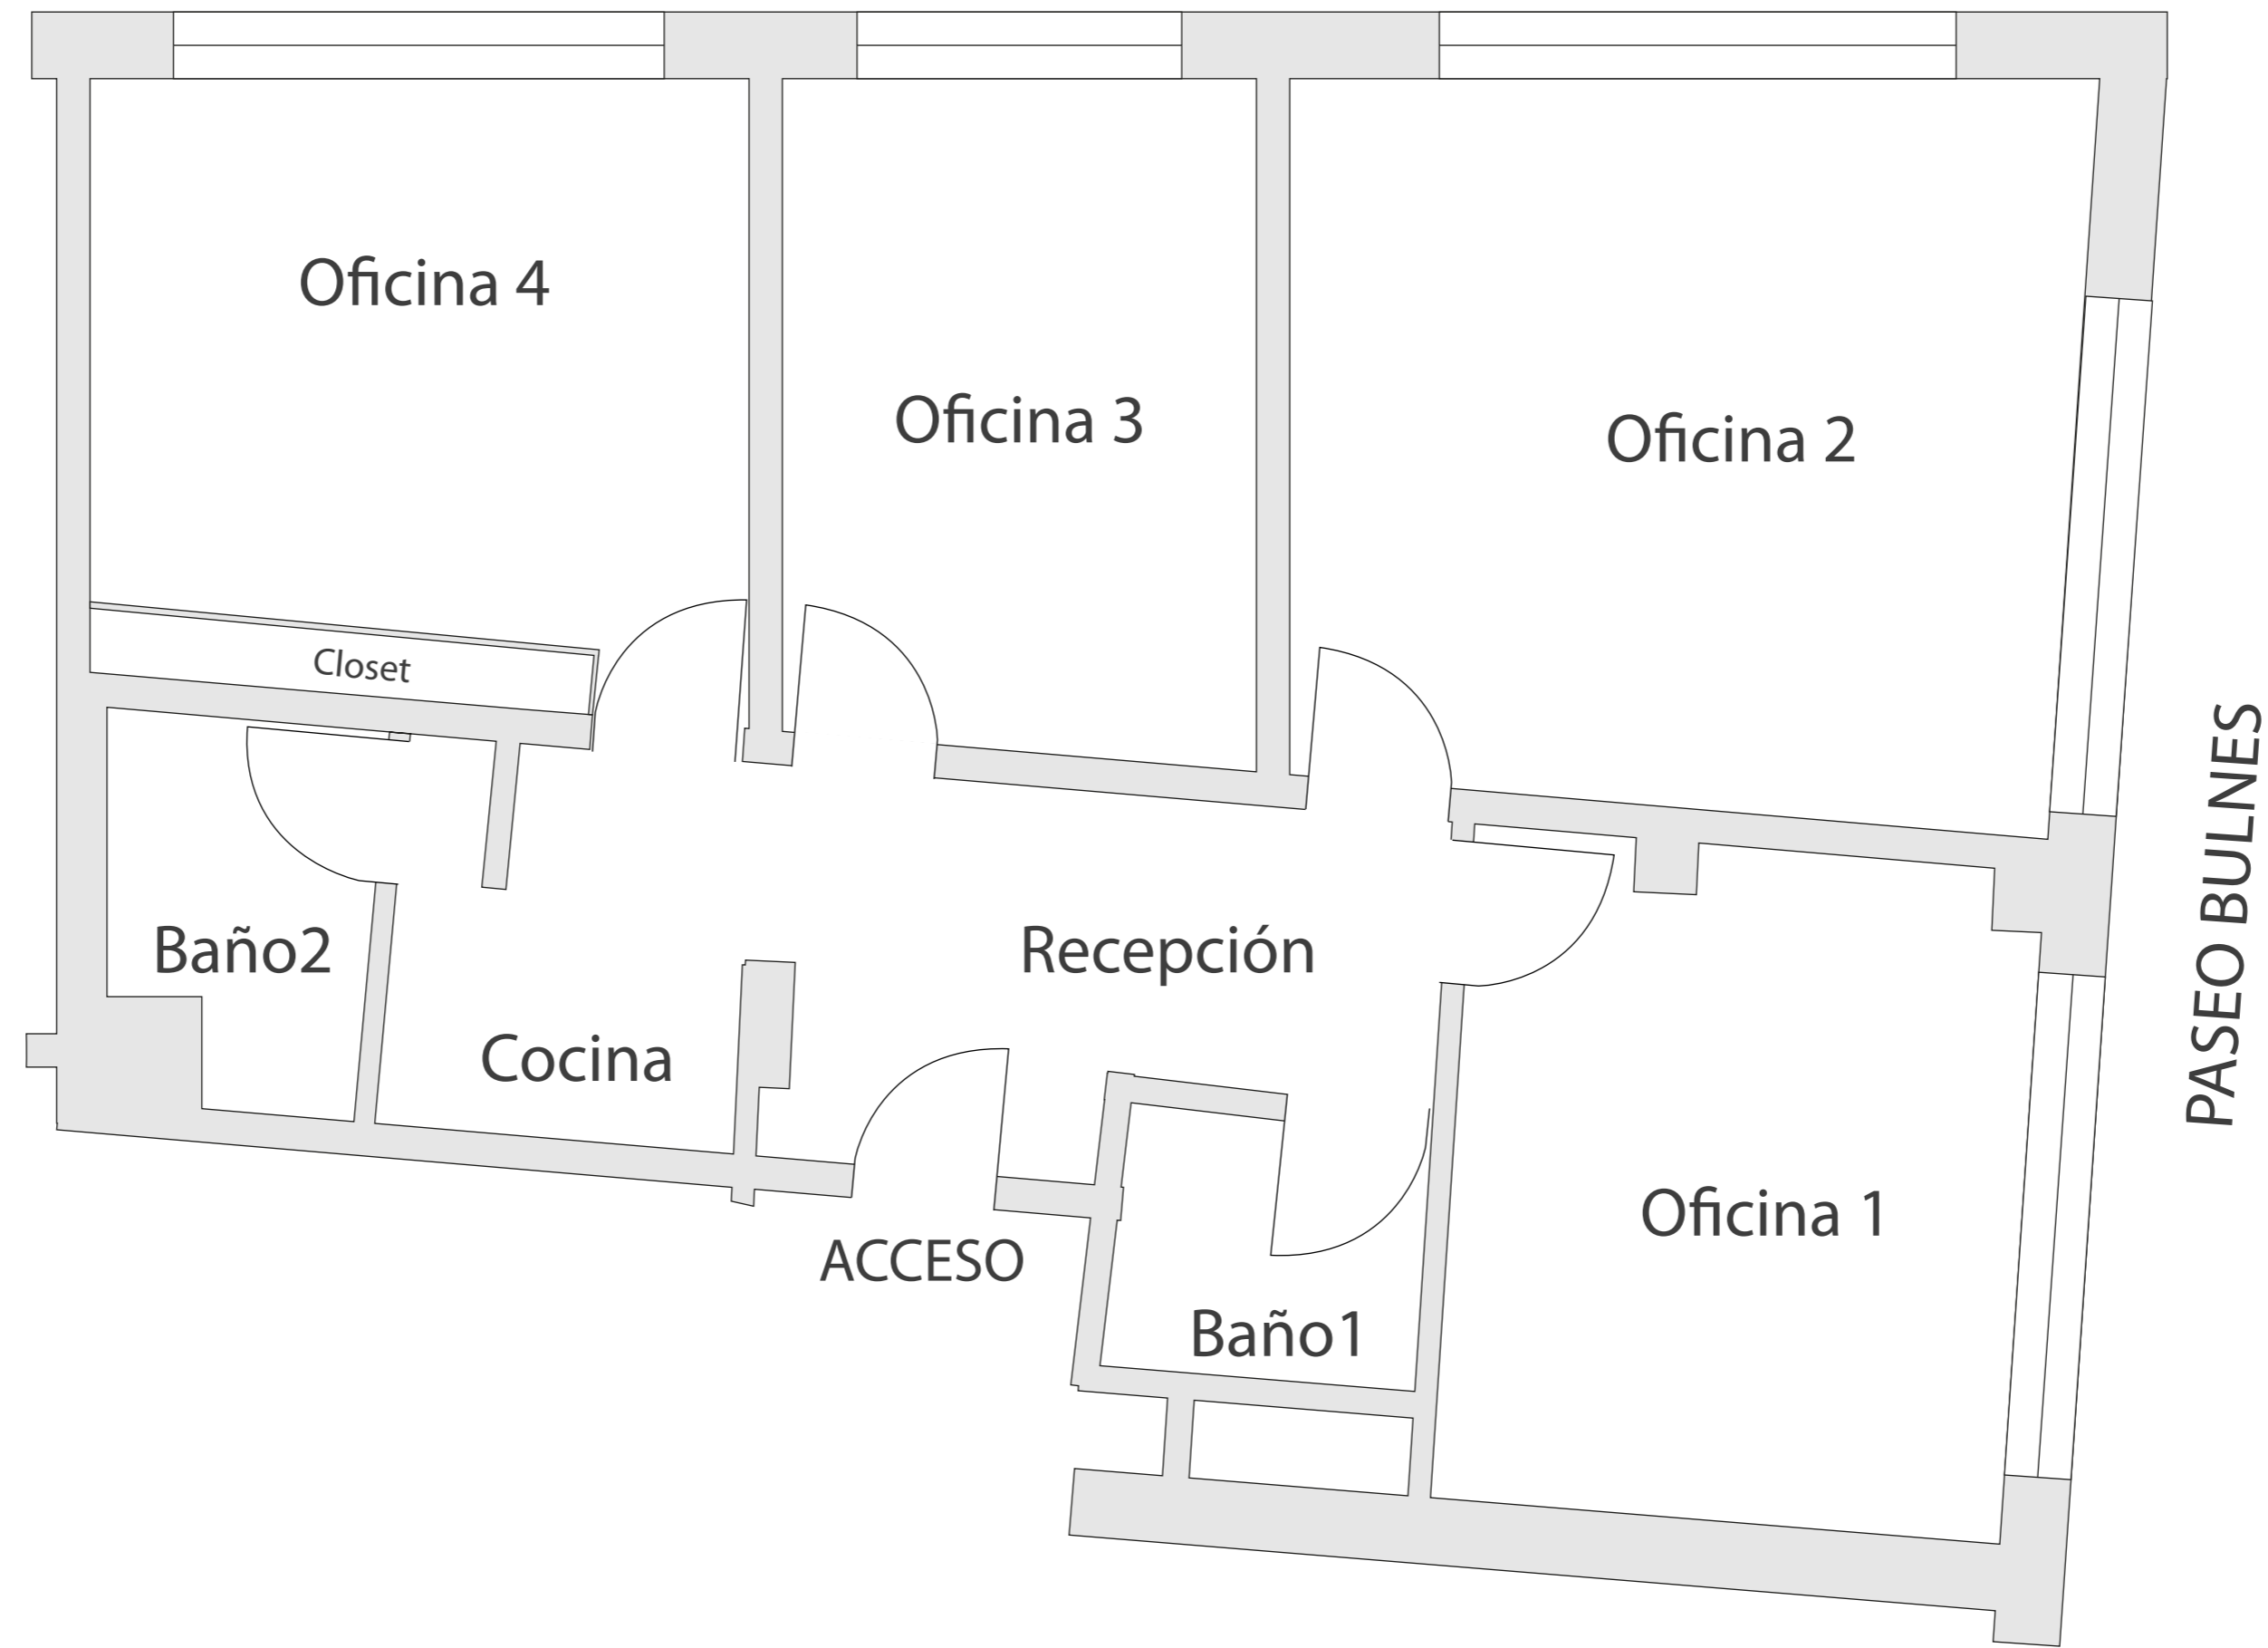 Oficina 4
Oficina 3
Oficina 2
Closet
Baño2
Cocina
Recepción
PASEO BULNES
Oficina 1
ACCESO
Baño1